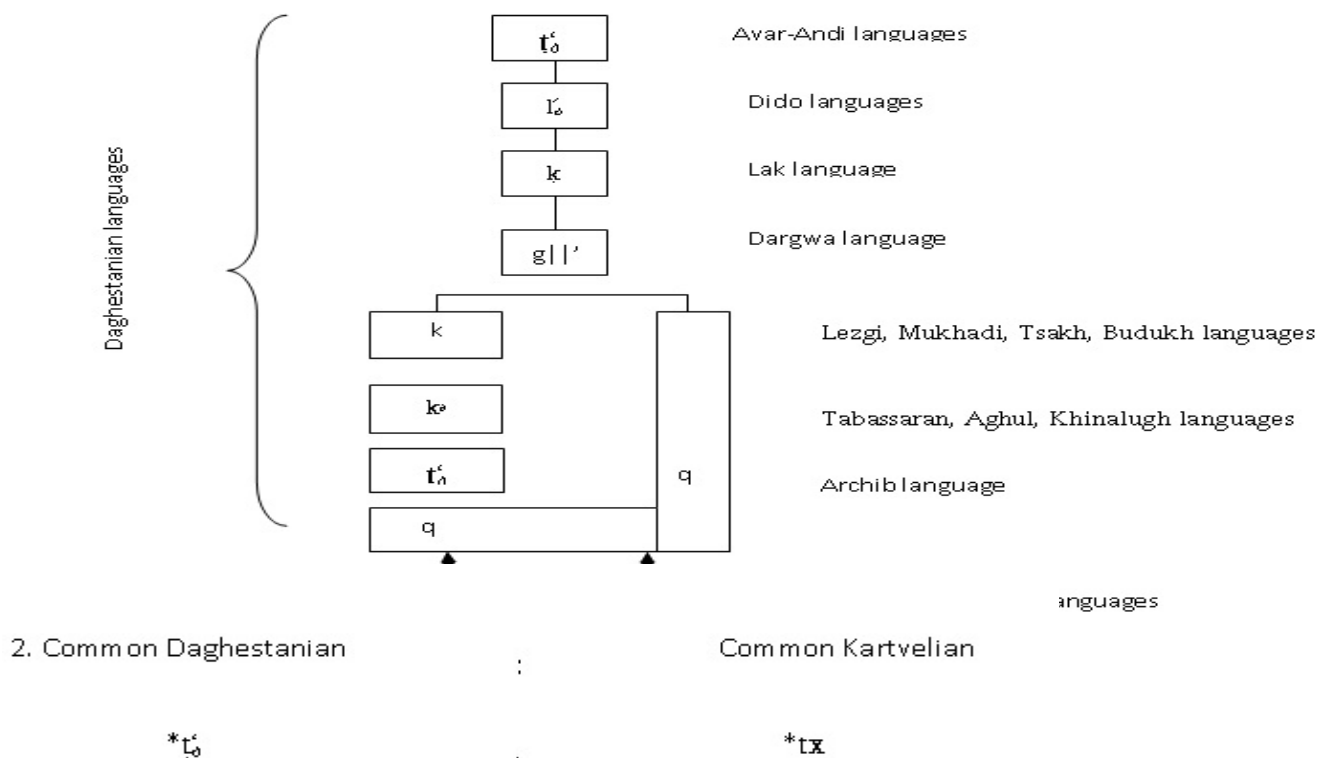 Avar-Andi languages
Dido languages
ḳ Lak language
g||’ Dargwa language
Daghestanian languages
k Lezgi, Mukhadi, Tsakh, Budukh languages
Tabassaran, Aghul, Khinalugh languages
q Archib language
q
anguages
2. Common Daghestanian : Common Kartvelian
*tx